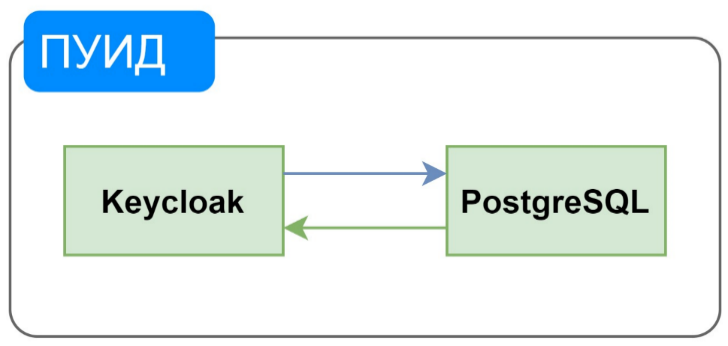 ПУИД
Keycloak
PostgreSQL